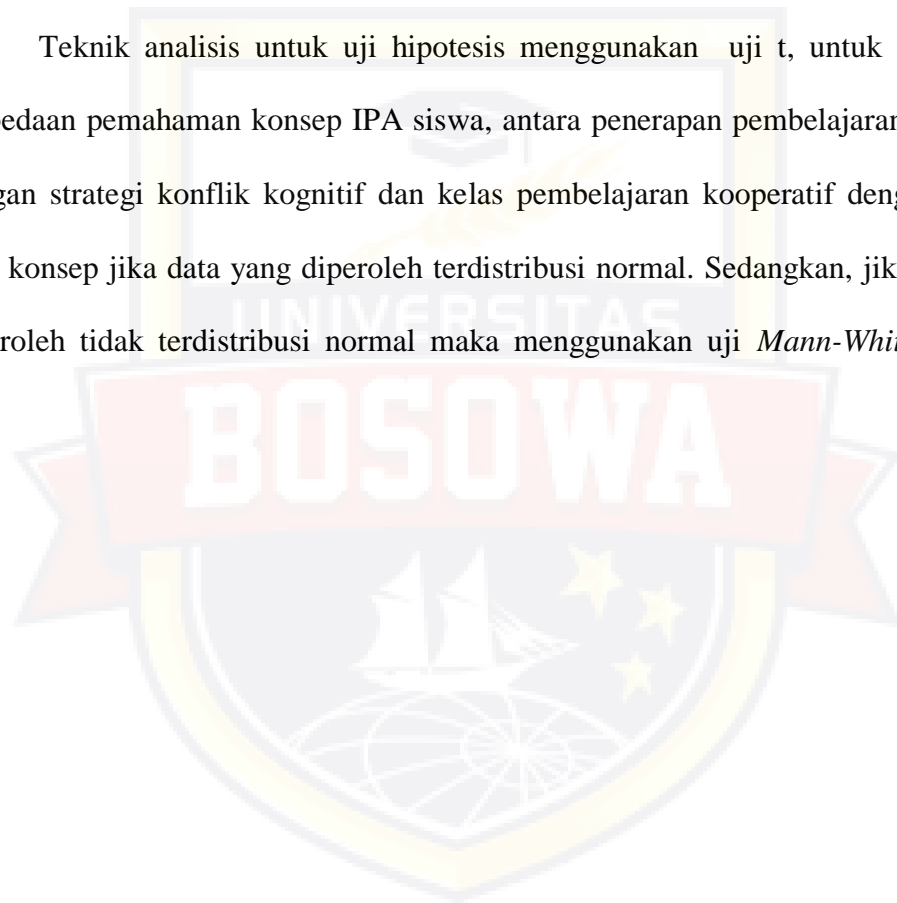 Teknik analisis untuk uji hipotesis menggunakan uji t, untuk
bedaan pemahaman konsep IPA siswa, antara penerapan pembelajaran
gan strategi konflik kognitif dan kelas pembelajaran kooperatif deng
konsep jika data yang diperoleh terdistribusi normal. Sedangkan, jik
UNIVERSITAS
roleh tidak terdistribusi normal maka menggunakan uji Mann-Whi
BOSOWA